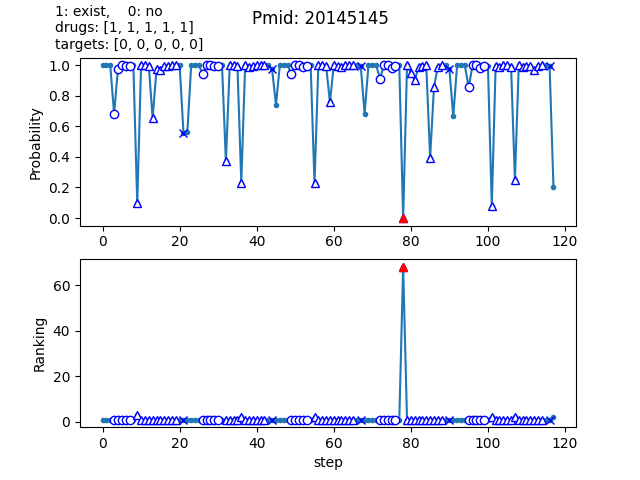 1: exist,    0: no
drugs: [1, 1, 1, 1, 1]
targets: [0, 0, 0, 0, 0]
Pmid: 20145145
Probability
1.0
0.8
0.6
0.4
0.2
0.0
0 20 40 60 80 100 120
Ranking
60
40
20
0
0 20 40 60 80 100 120
step